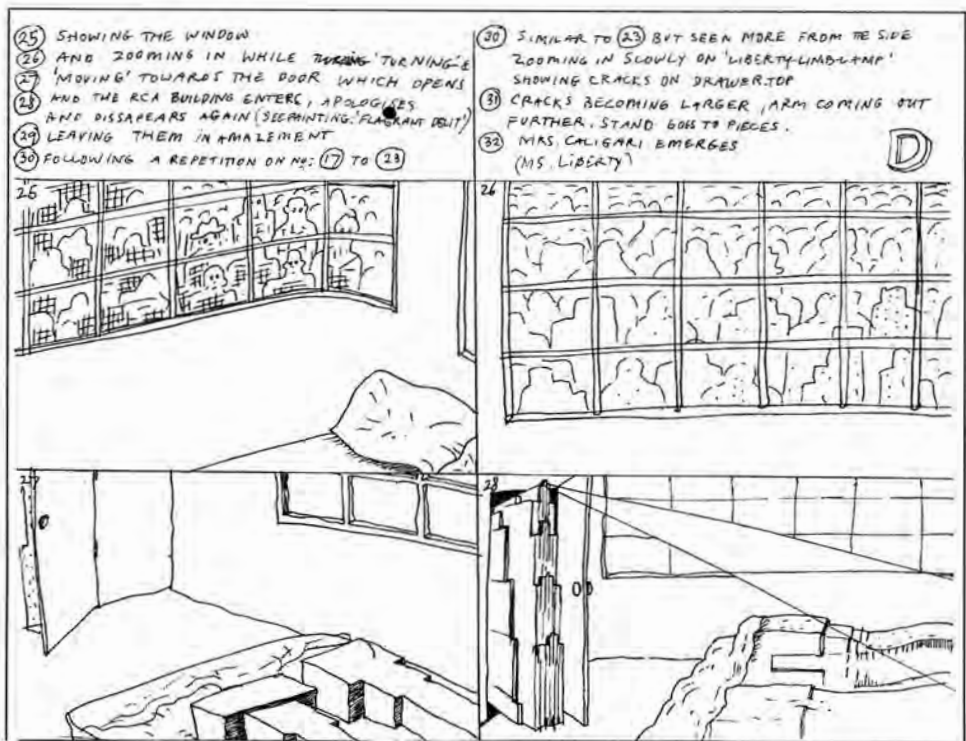 25 SHOWING THE WINDOW
26 AND ZOOMING IN WHILE TURNING 'TURNING' &
27 'MOVING' TOWARDS THE DOOR WHICH OPENS
28 AND THE RCA BUILDING ENTERS, APOLOGISES
AND DISSAPEARS AGAIN (SEE PAINTING: 'FLAGRANT DELIT')
29 LEAVING THEM IN AMAZEMENT
30 FOLLOWING A REPETITION ON No: 17 TO 23
30 SIMILAR TO 23 BUT SEEN MORE FROM THE SIDE
ZOOMING IN SLOWLY ON 'LIBERTY-LIMB-LAMP'
SHOWING CRACKS ON DRAWER.TOP
31 CRACKS BECOMING LARGER, ARM COMING OUT
FURTHER. STAND GOES TO PIECES.
32 MRS. CALIGARI EMERGES
(MS. LIBERTY)
D
25
26
27
28